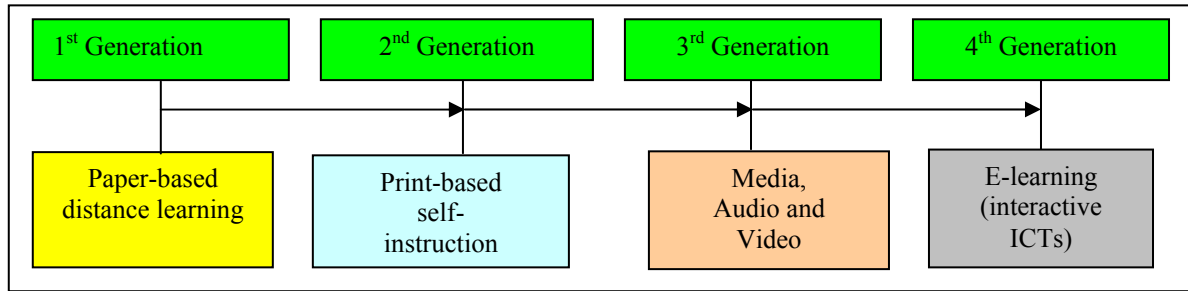 1st Generation
2nd Generation
3rd Generation
4th Generation
Paper-based
distance learning
Print-based
self-
instruction
Media,
Audio and
Video
E-learning
(interactive
ICTs)